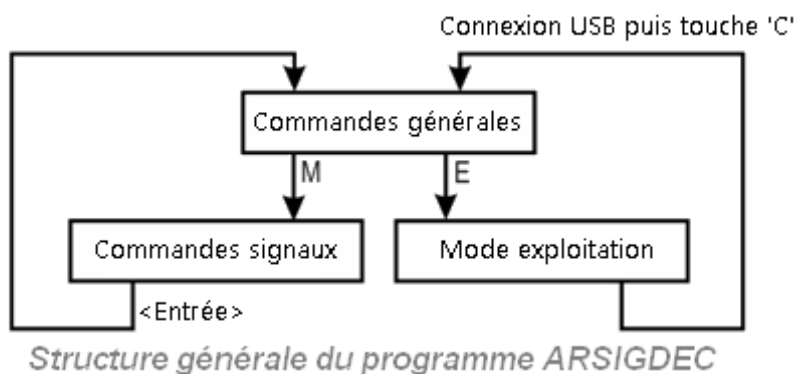 Connexion USB puis touche 'C'
Commandes générales
M
E
Commandes signaux
Mode exploitation
<Entrée>
Structure générale du programme ARSIGDEC